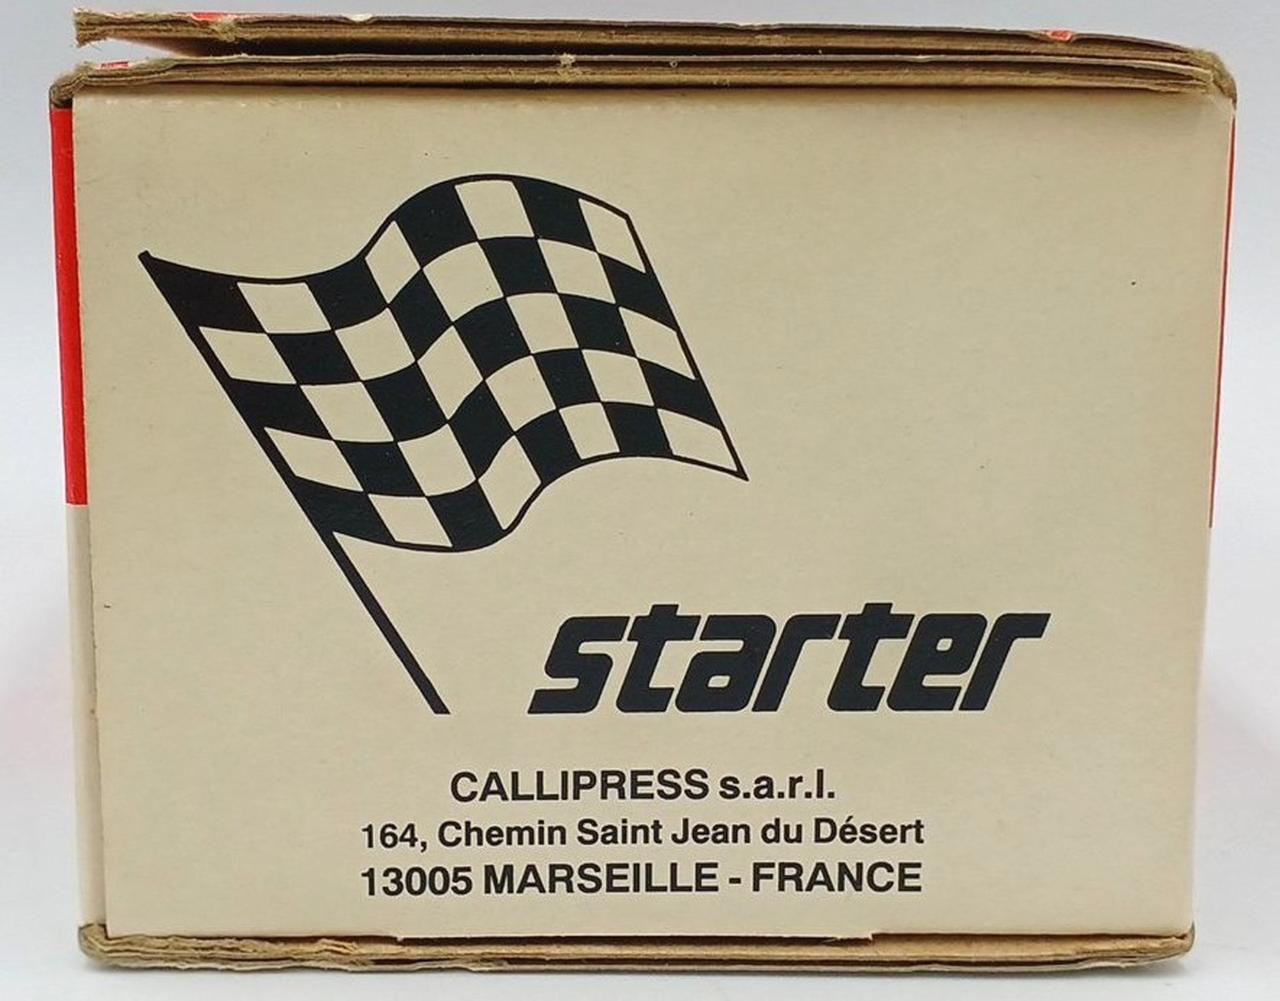 starter
CALLIPRESS s.a.r.l.
164, Chemin Saint Jean du Désert
13005 MARSEILLE - FRANCE